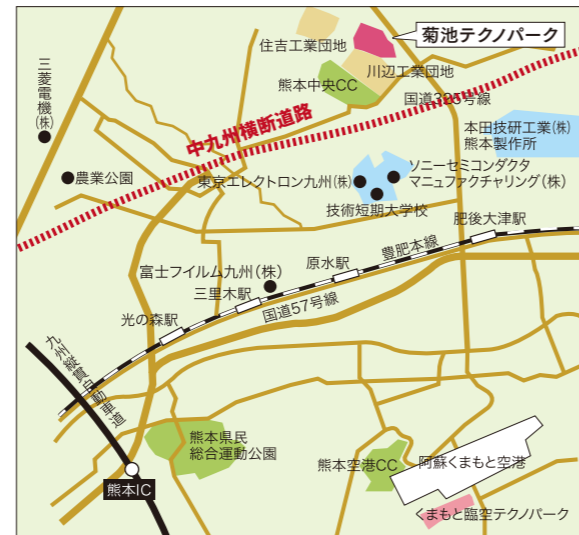 菊池テクノパーク
住吉工業団地
川辺工業団地
熊本中央CC
国道325号線
三菱電機(株)
中九州横断道路
本田技研工業(株)
熊本製作所
農業公園
東京エレクトロン九州(株)
ソニーセミコンダクタ
マニュファクチャリング(株)
技術短期大学校
肥後大津駅
豊肥本線
原水駅
富士フイルム九州(株)
三里木駅
国道57号線
光の森駅
九州縦貫自動車道
熊本県民
総合運動公園
熊本空港CC
阿蘇くまもと空港
熊本IC
くまもと臨空テクノパーク